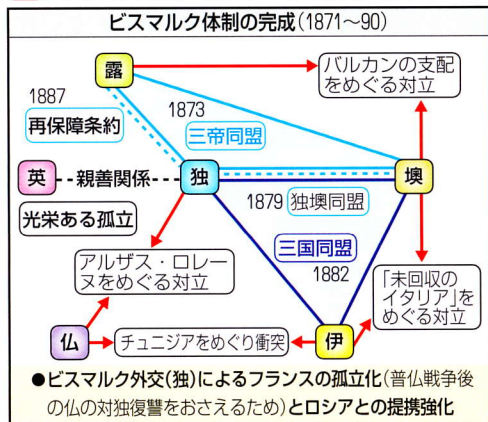 ビスマルク体制の完成(1871〜90)
露
バルカンの支配
をめぐる対立
1887
再保障条約
1873
三帝同盟
英
親善関係
独
墺
光栄ある孤立
1879 独墺同盟
三国同盟
1882
アルザス・ロレー
ヌをめぐる対立
「未回収の
イタリア」を
めぐる対立
仏
チュニジアをめぐり衝突
伊
●ビスマルク外交(独)によるフランスの孤立化(普仏戦争後
の仏の対独復讐をおさえるため)とロシアとの提携強化